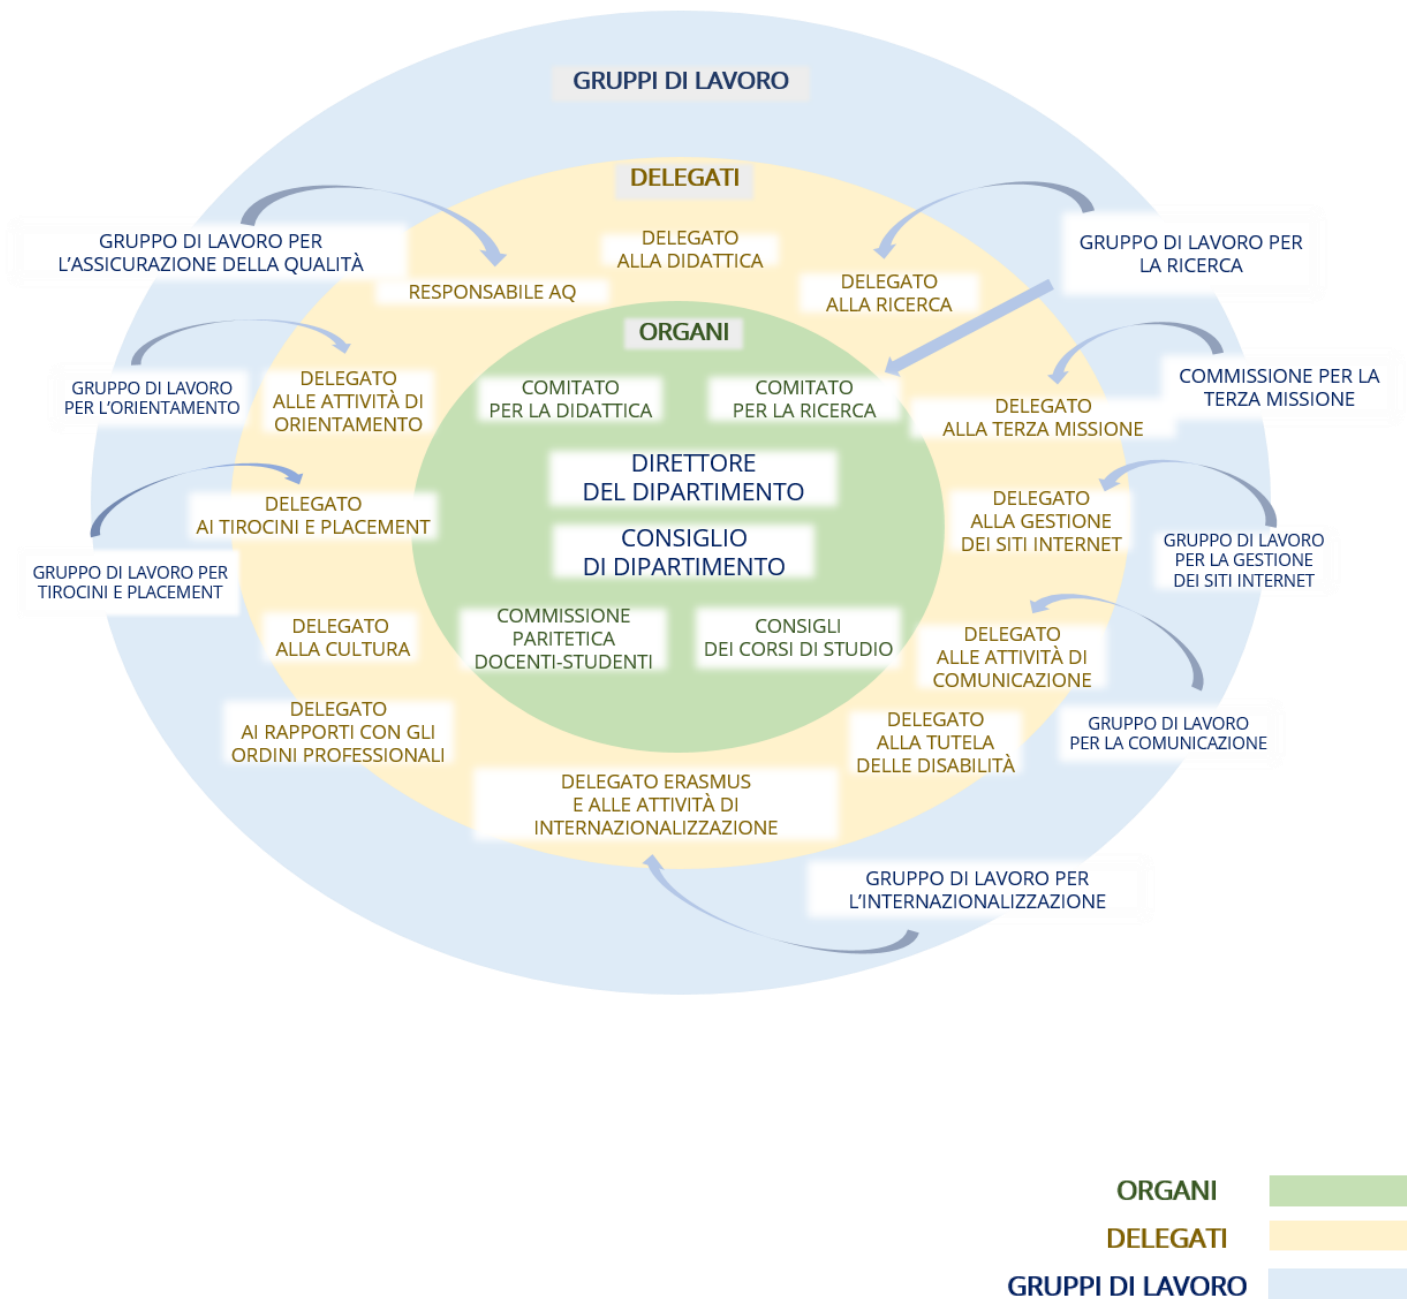 GRUPPI DI LAVORO
DELEGATI
GRUPPO DI LAVORO PER
L'ASSICURAZIONE DELLA QUALITÀ
DELEGATO
ALLA DIDATTICA
GRUPPO DI LAVORO PER
LA RICERCA
RESPONSABILE AQ
DELEGATO
ALLA RICERCA
ORGANI
GRUPPO DI LAVORO
PER L'ORIENTAMENTO
DELEGATO
ALLE ATTIVITÀ DI
ORIENTAMENTO
COMITATO
PER LA DIDATTICA
COMITATO
PER LA RICERCA
DELEGATO
ALLA TERZA MISSIONE
COMMISSIONE PER LA
TERZA MISSIONE
DIRETTORE
DEL DIPARTIMENTO
DELEGATO
AI TIROCINI E PLACEMENT
DELEGATO
ALLA GESTIONE
DEI SITI INTERNET
CONSIGLIO
DI DIPARTIMENTO
GRUPPO DI LAVORO
PER LA GESTIONE
DEI SITI INTERNET
GRUPPO DI LAVORO PER
TIROCINI E PLACEMENT
DELEGATO
ALLA CULTURA
COMMISSIONE
PARITETICA
DOCENTI-STUDENTI
CONSIGLI
DEI CORSI DI STUDIO
DELEGATO
ALLE ATTIVITÀ DI
COMUNICAZIONE
DELEGATO
AI RAPPORTI CON GLI
ORDINI PROFESSIONALI
DELEGATO
ALLA TUTELA
DELLE DISABILITÀ
GRUPPO DI LAVORO
PER LA COMUNICAZIONE
DELEGATO ERASMUS
E ALLE ATTIVITÀ DI
INTERNAZIONALIZZAZIONE
GRUPPO DI LAVORO PER
L'INTERNAZIONALIZZAZIONE
ORGANI
DELEGATI
GRUPPI DI LAVORO